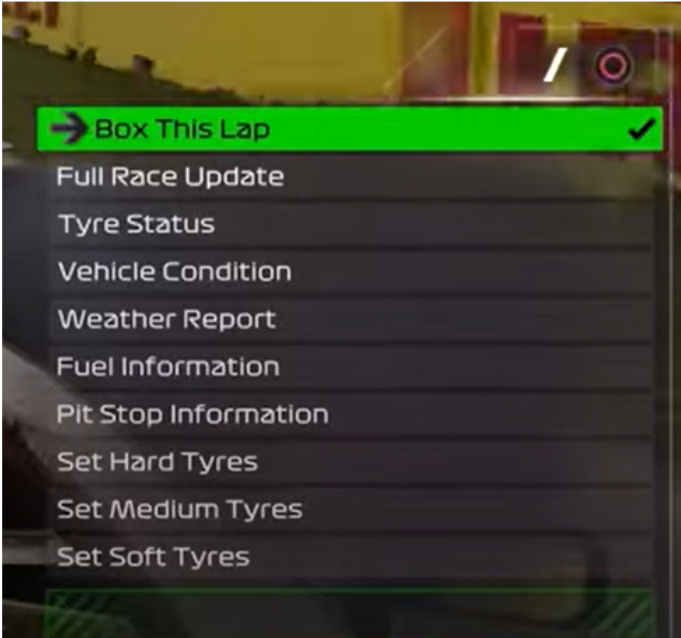 Box This Lap
Full Race Update
Tyre Status
Vehicle Condition
Weather Report
Fuel Information
Pit Stop Information
Set Hard Tyres
Set Medium Tyres
Set Soft Tyres